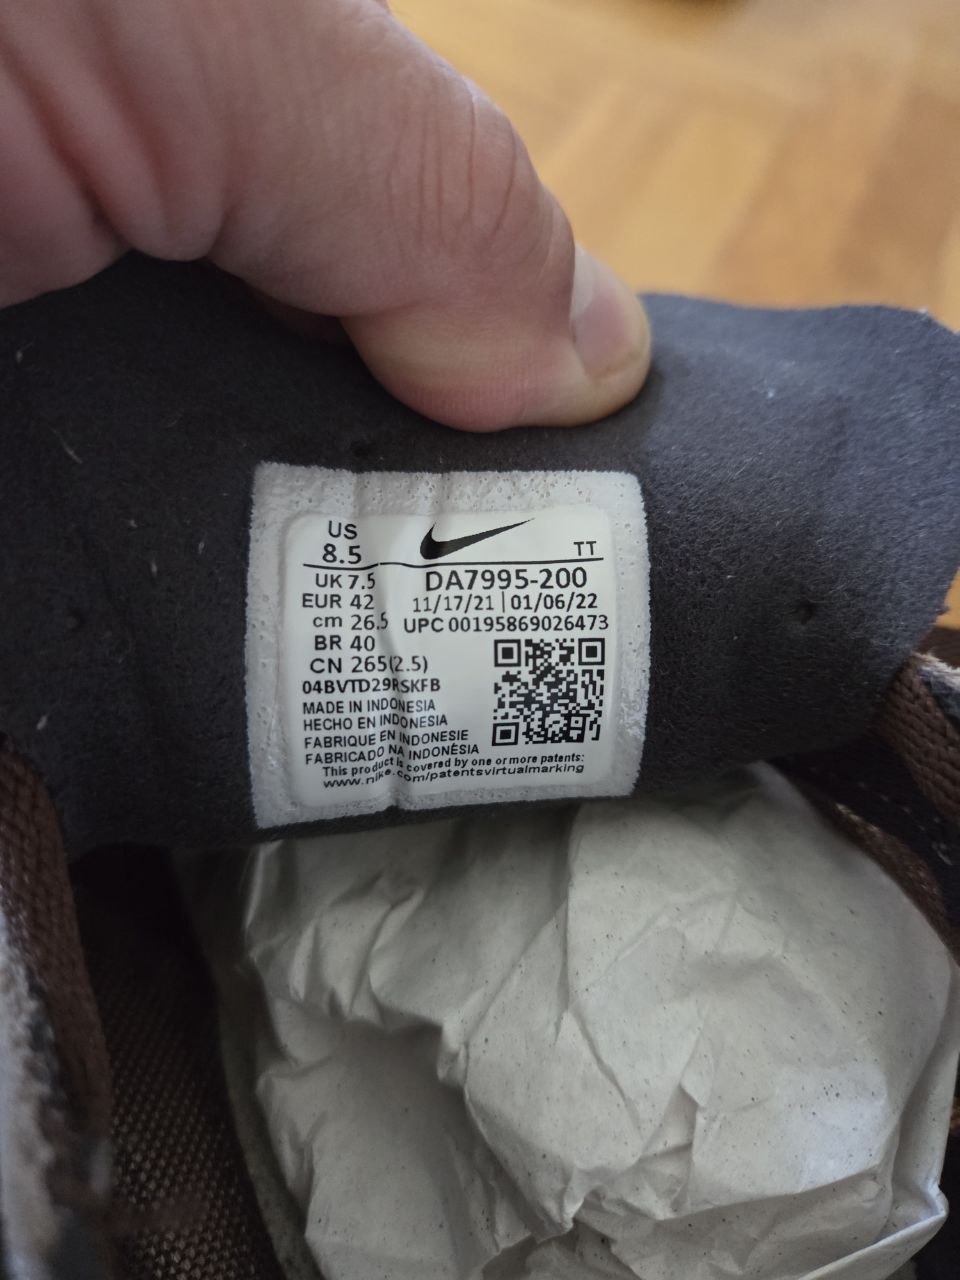 US
8.5
TT
UK 7.5
DA7995-200
EUR 42
11/17/21 | 01/06/22
cm 26.5
UPC 00195869026473
BR 40
CN 265(2.5)
04BVTD29RSKFB
MADE IN INDONESIA
HECHO EN INDONESIA
FABRIQUE EN INDONESIE
FABRICADO NA INDONÉSIA
This product is covered by one or more patents:
www.nike.com/patentsvirtualmarking